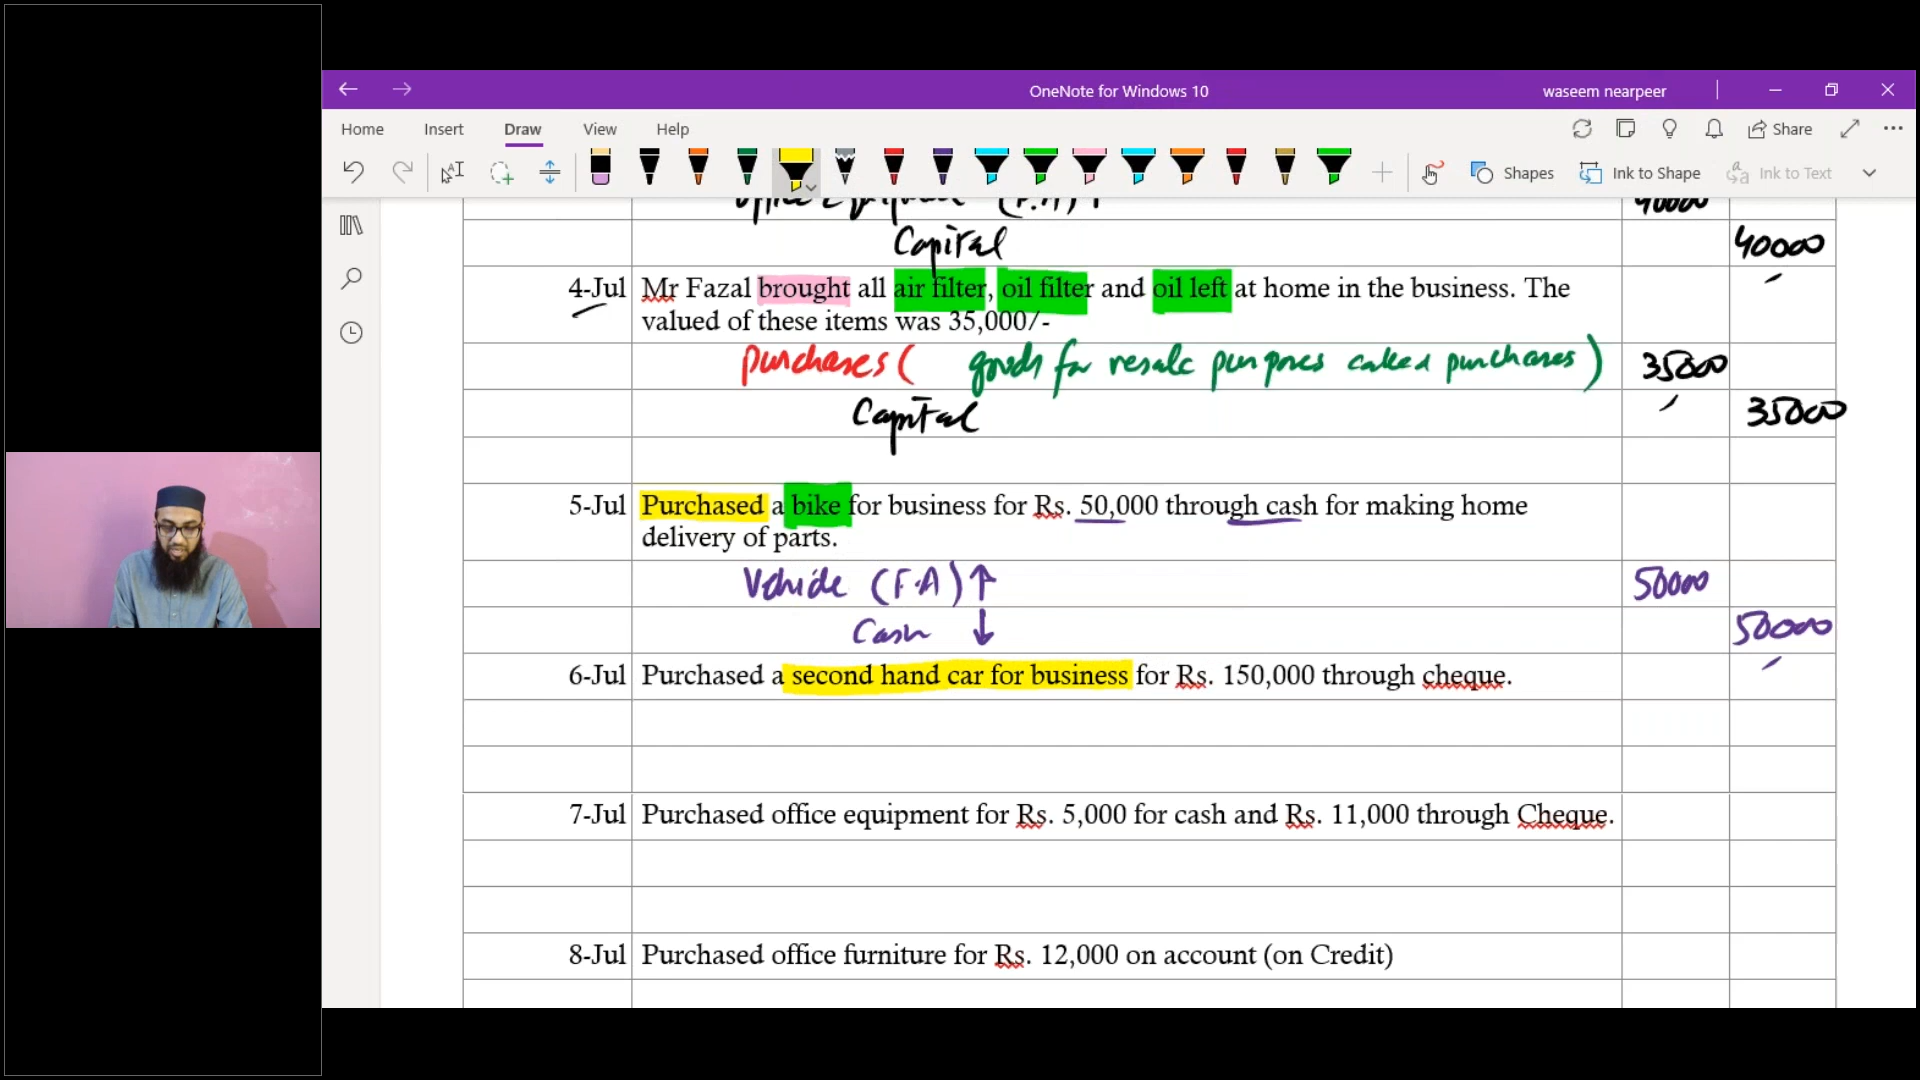 OneNote for Windows 10
waseem nearpeer
Home Insert Draw View Help
Share
Shapes Ink to Shape Ink to Text
Office Equipment (F.A) ↑ 40000
Capital 40000
4-Jul Mr Fazal brought all air filter, oil filter and oil left at home in the business. The
valued of these items was 35,000/-
purchases ( goods for resale purposes called purchases ) 35000
Capital 35000
5-Jul Purchased a bike for business for Rs. 50,000 through cash for making home
delivery of parts.
Vehicle (F.A) ↑ 50000
Cash ↓ 50000
6-Jul Purchased a second hand car for business for Rs. 150,000 through cheque.
7-Jul Purchased office equipment for Rs. 5,000 for cash and Rs. 11,000 through Cheque.
8-Jul Purchased office furniture for Rs. 12,000 on account (on Credit)